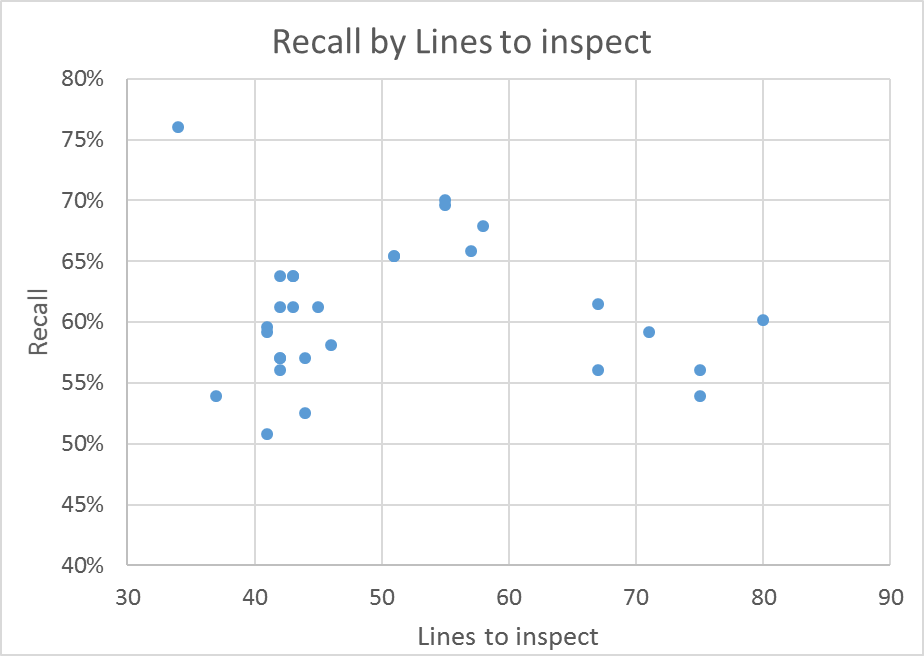 Recall by Lines to inspect
80%
75%
70%
65%
60%
55%
50%
45%
40%
Recall
30 40 50 60 70 80 90
Lines to inspect